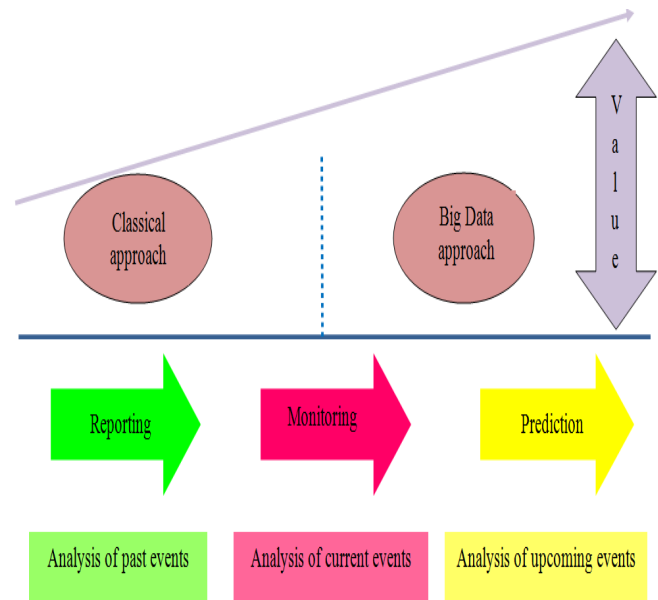 Value
Classical
approach
Big Data
approach
Reporting
Monitoring
Prediction
Analysis of past events
Analysis of current events
Analysis of upcoming events